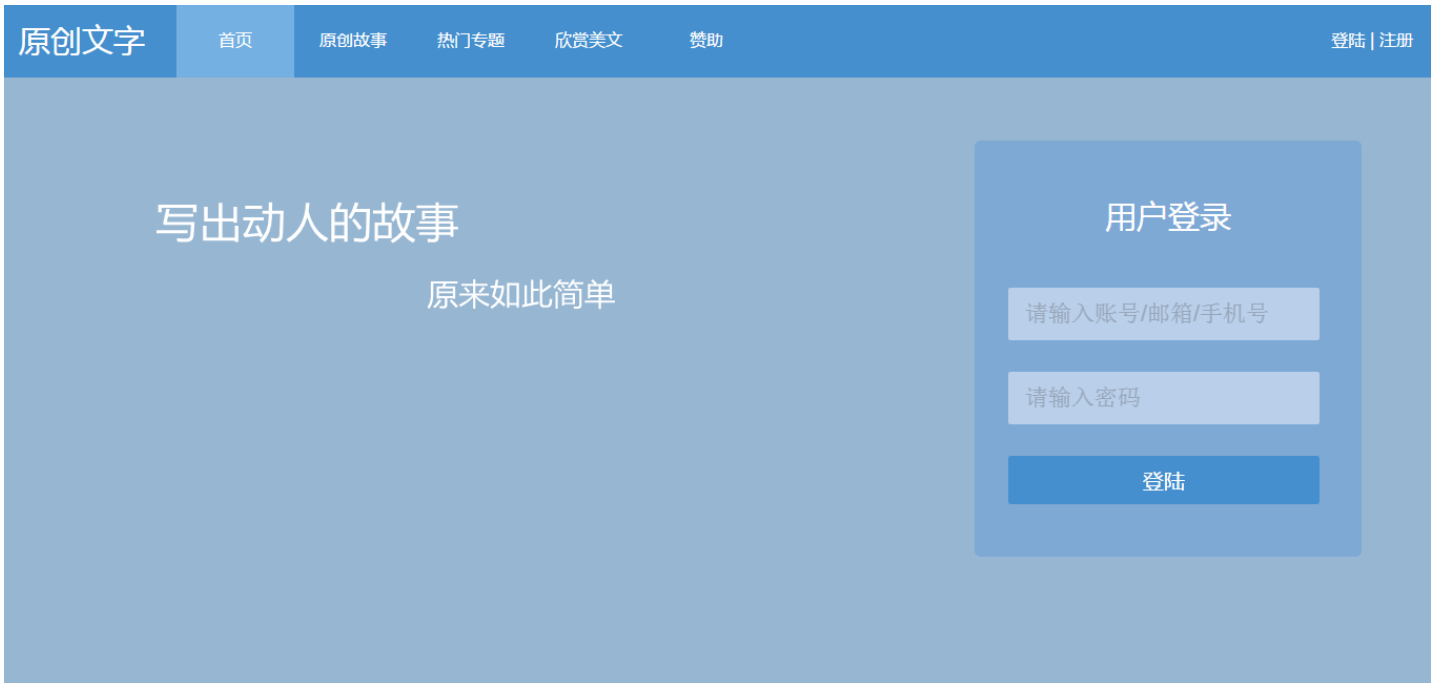 原创文字 首页 原创故事 热门专题 欣赏美文 赞助 登陆 | 注册
写出动人的故事
原来如此简单
用户登录
请输入账号/邮箱/手机号
请输入密码
登陆